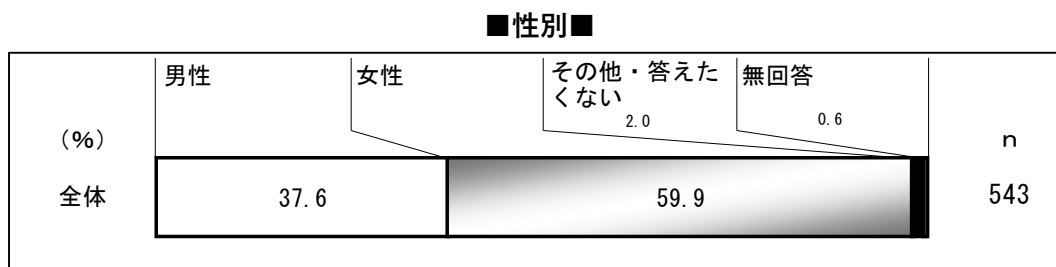 ■性別■
男性
女性
その他・答えたくない
無回答
2.0
0.6
（%）
n
全体
37.6
59.9
543